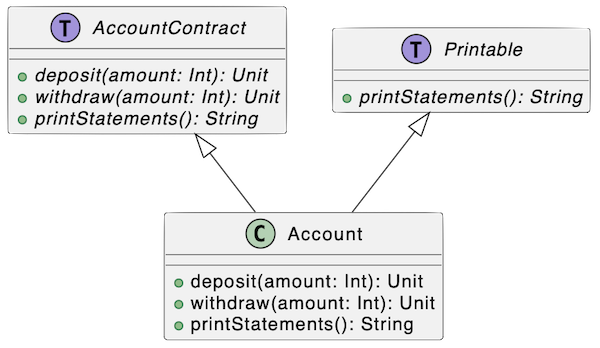 T AccountContract
deposit(amount: Int): Unit
withdraw(amount: Int): Unit
printStatements(): String
T Printable
printStatements(): String
C Account
deposit(amount: Int): Unit
withdraw(amount: Int): Unit
printStatements(): String